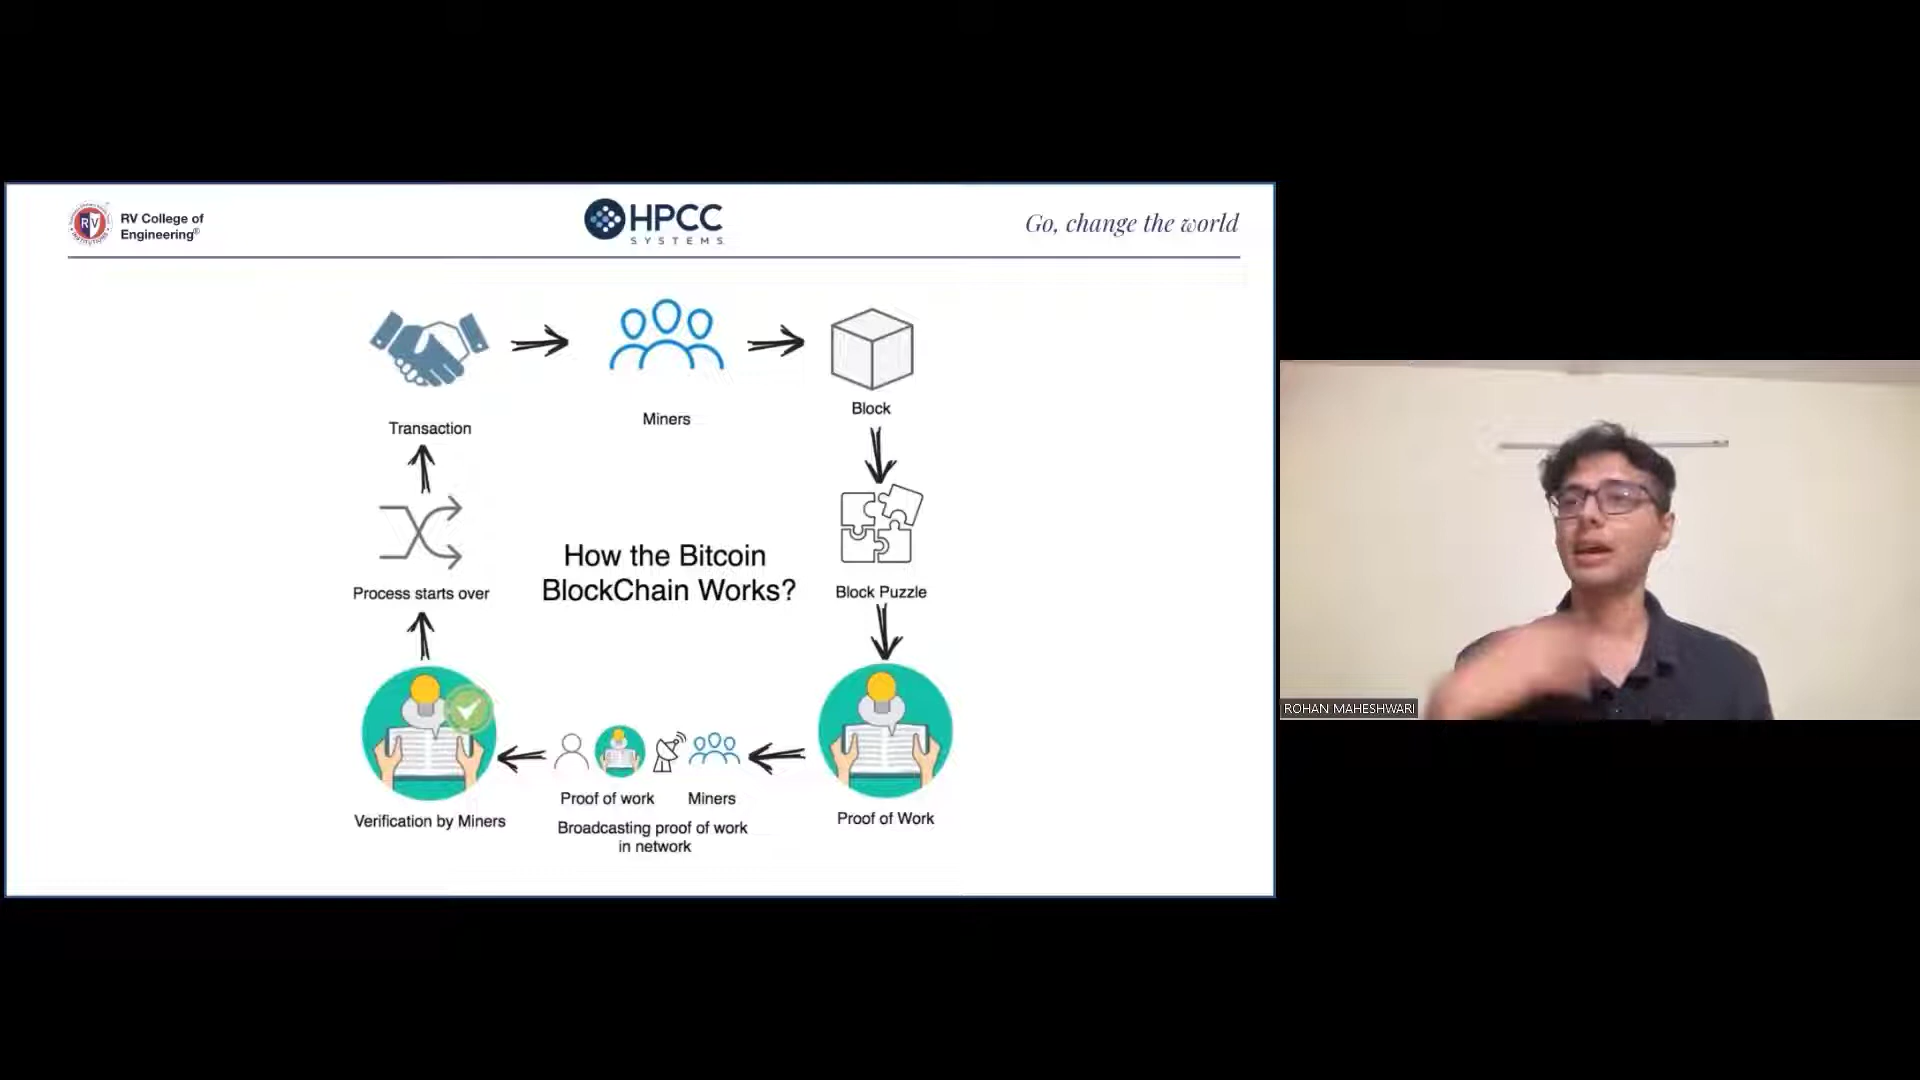 RV College of
Engineering®
HPCC
SYSTEMS
Go, change the world
Transaction
Miners
Block
Process starts over
How the Bitcoin
BlockChain Works?
Block Puzzle
Verification by Miners
Proof of work
Miners
Broadcasting proof of work
in network
Proof of Work
ROHAN MAHESHWARI